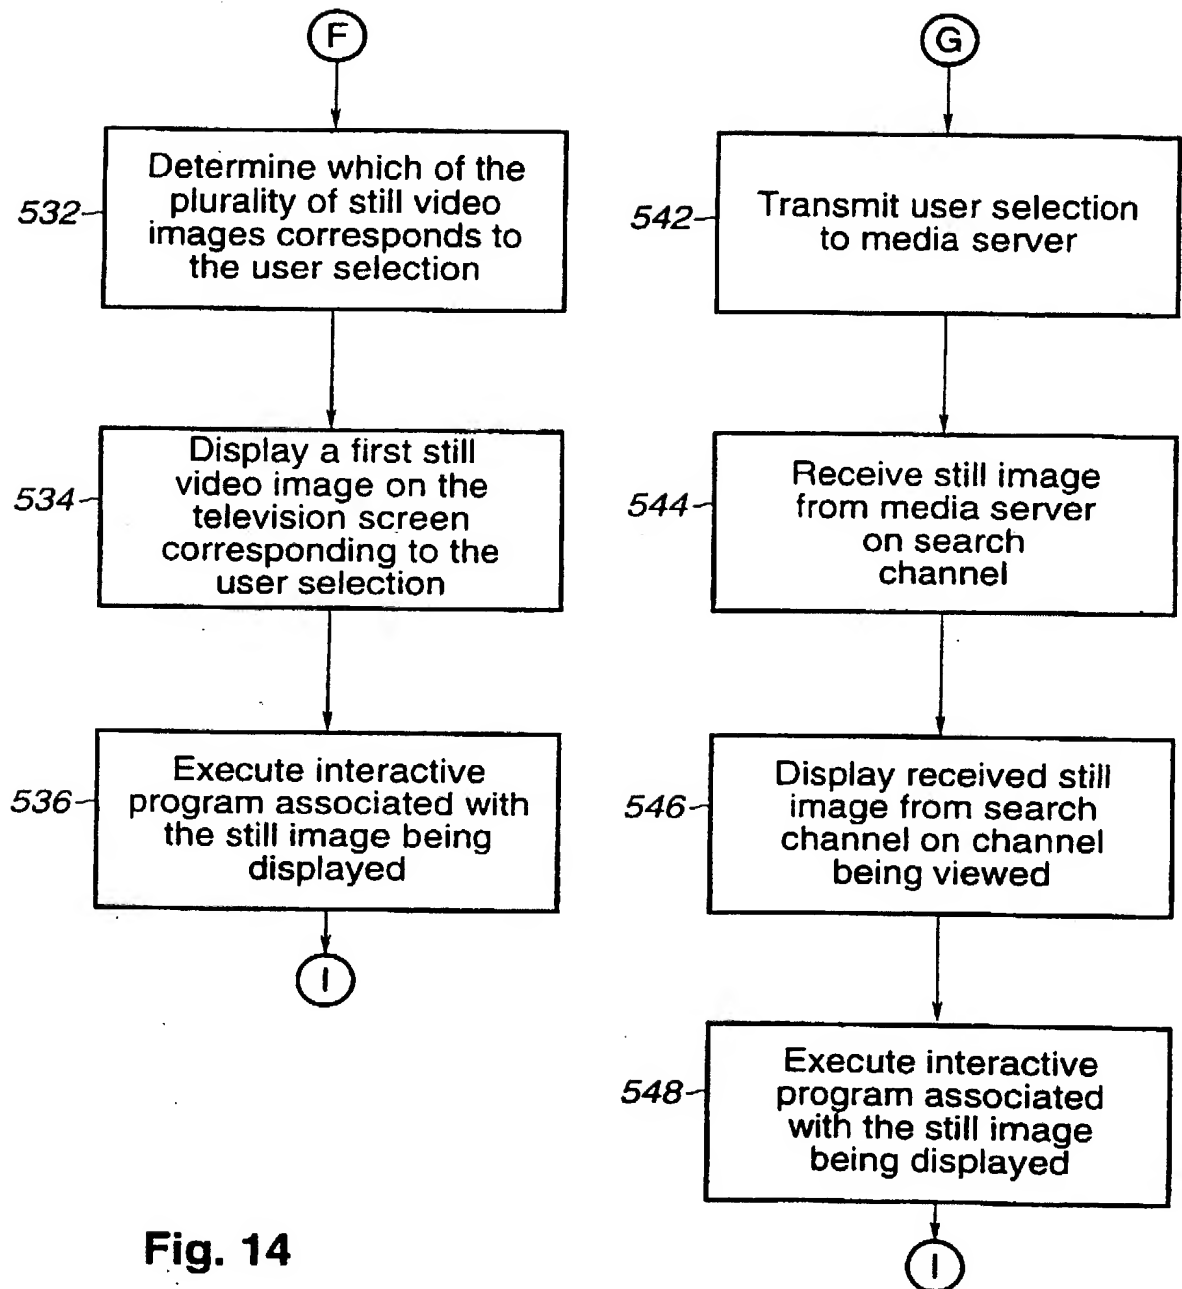 F
532
Determine which of the
plurality of still video
images corresponds to
the user selection
534
Display a first still
video image on the
television screen
corresponding to the
user selection
536
Execute interactive
program associated with
the still image being
displayed
I
G
542
Transmit user selection
to media server
544
Receive still image
from media server
on search
channel
546
Display received still
image from search
channel on channel
being viewed
548
Execute interactive
program associated
with the still image
being displayed
I
Fig. 14